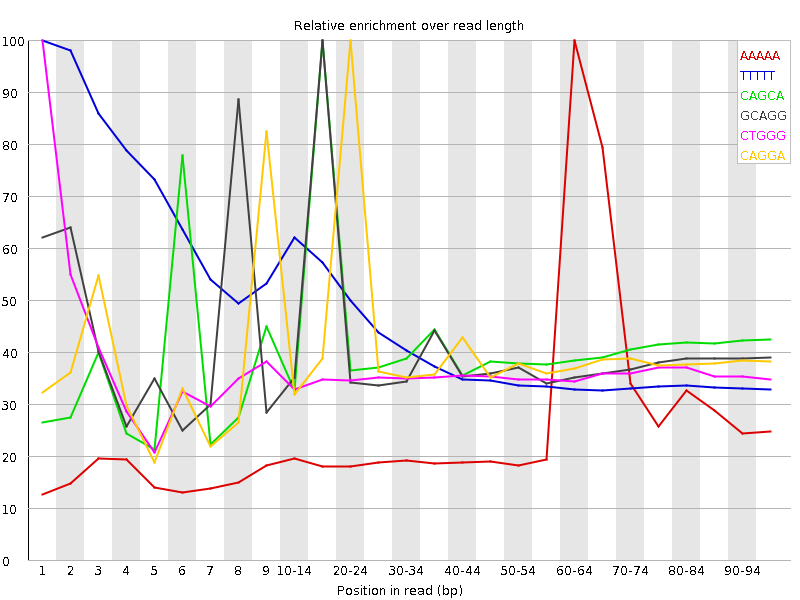 Relative enrichment over read length
100
90
80
70
60
50
40
30
20
10
0
AAAAA
TTTTT
CAGCA
GCAGG
CTGGG
CAGGA
1 2 3 4 5 6 7 8 9 10-14 20-24 30-34 40-44 50-54 60-64 70-74 80-84 90-94
Position in read (bp)